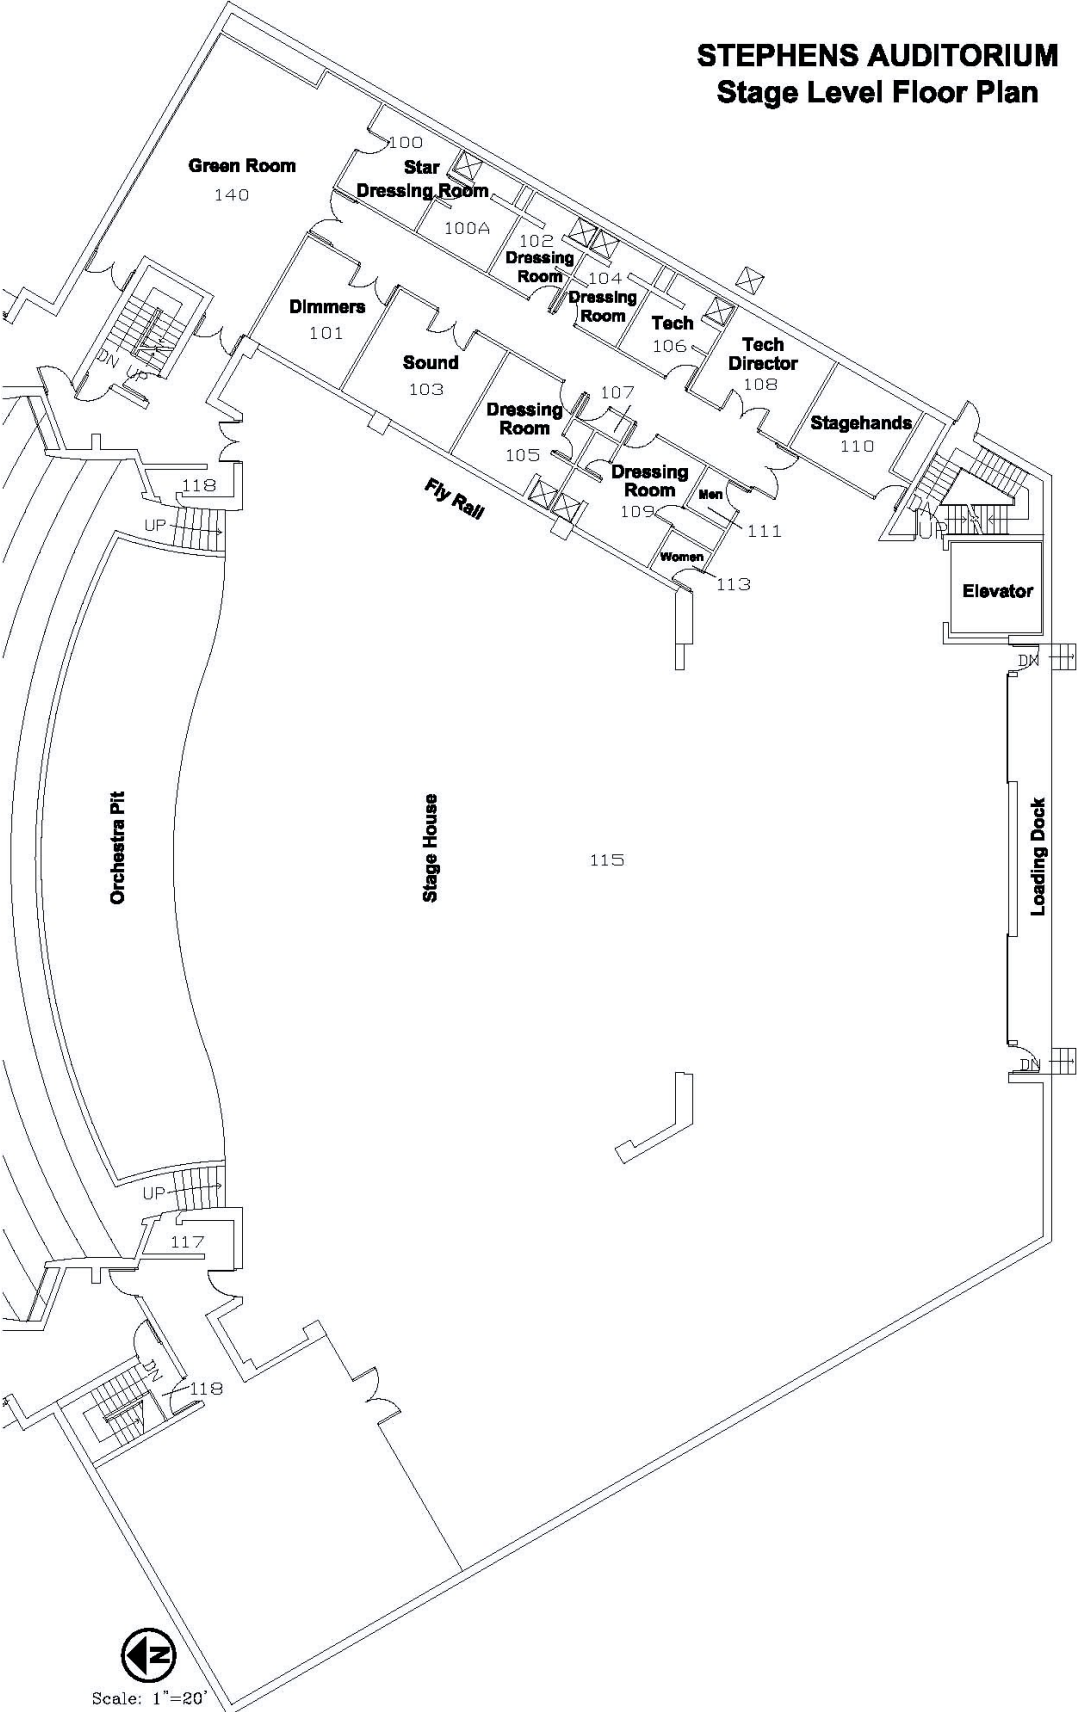 STEPHENS AUDITORIUM
Stage Level Floor Plan
100
Green Room
140
Star
Dressing Room
100A
102
Dressing
Room
104
Dressing
Room
Dimmers
101
Tech
106
Tech
Director
108
Sound
103
DN
UP
107
Dressing
Room
105
Stagehands
110
Dressing
Room
109
Men
111
Fly Rail
118
UP
UP
Women
113
Elevator
DN
Orchestra Pit
Stage House
115
Loading Dock
DN
UP
117
DN
118
N
Scale: 1"=20'